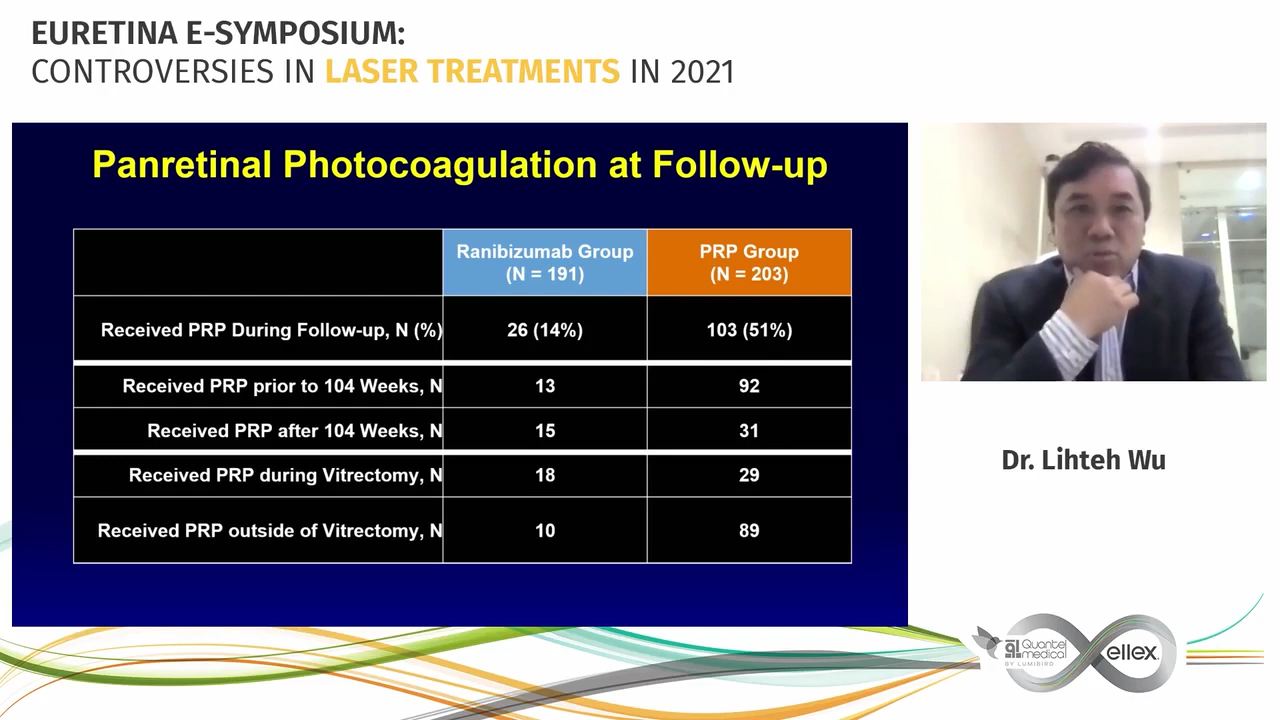 EURETINA E-SYMPOSIUM:
CONTROVERSIES IN LASER TREATMENTS IN 2021
Panretinal Photocoagulation at Follow-up
Ranibizumab Group
(N = 191)
PRP Group
(N = 203)
Received PRP During Follow-up, N (%) 26 (14%) 103 (51%)
Received PRP prior to 104 Weeks, N 13 92
Received PRP after 104 Weeks, N 15 31
Received PRP during Vitrectomy, N 18 29
Received PRP outside of Vitrectomy, N 10 89
Dr. Lihteh Wu
Quantel
medical
BY LUMIBIRD
ellex.